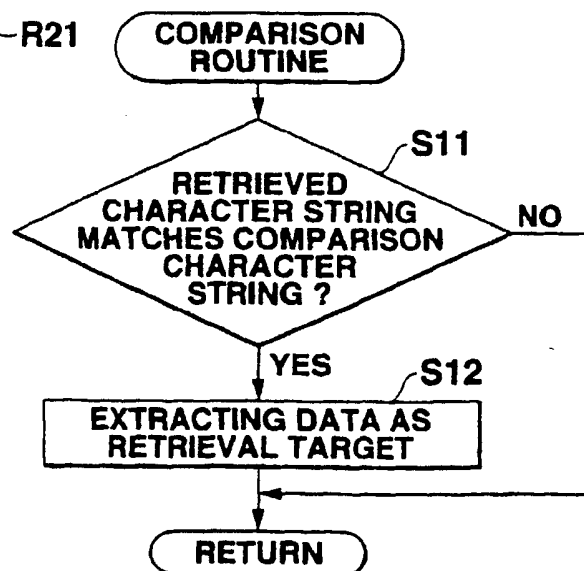 R21
COMPARISON
ROUTINE
S11
RETRIEVED
CHARACTER STRING
MATCHES COMPARISON
CHARACTER
STRING ?
NO
YES
S12
EXTRACTING DATA AS
RETRIEVAL TARGET
RETURN